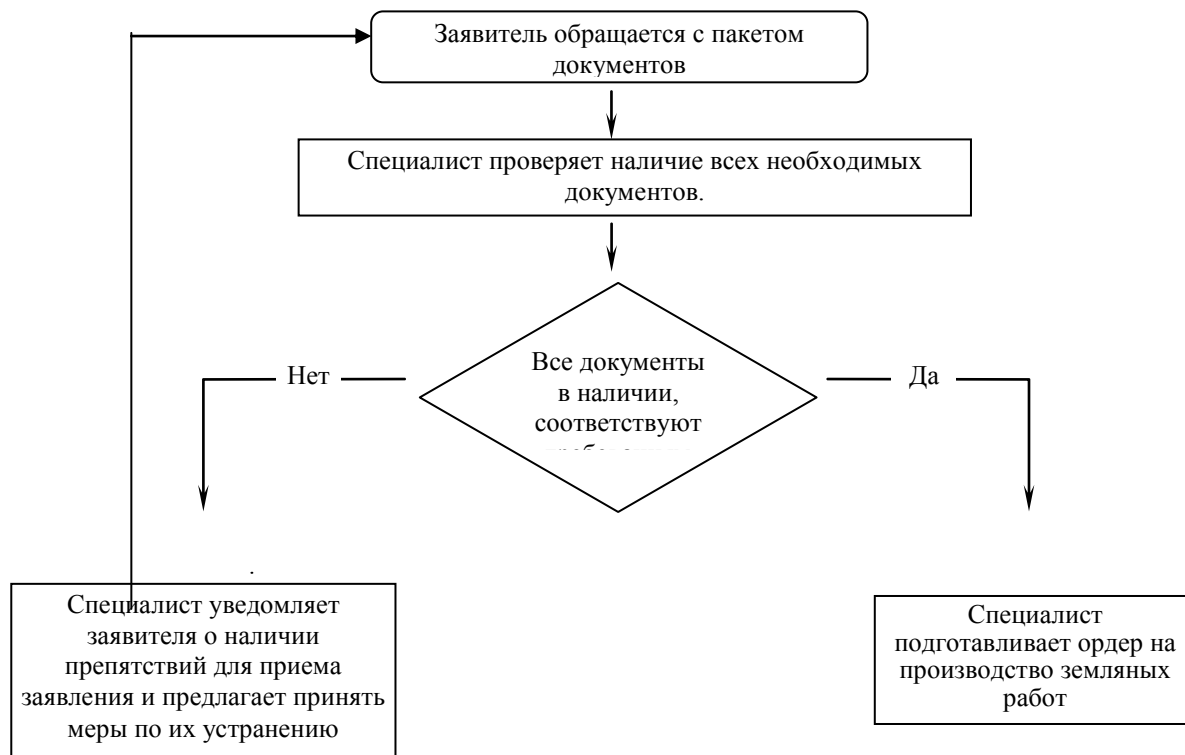 Заявитель обращается с пакетом
документов
Специалист проверяет наличие всех необходимых
документов.
Все документы
в наличии,
соответствуют
Нет
Да
Специалист уведомляет
заявителя о наличии
препятствий для приема
заявления и предлагает принять
меры по их устранению
Специалист
подготавливает ордер на
производство земляных
работ